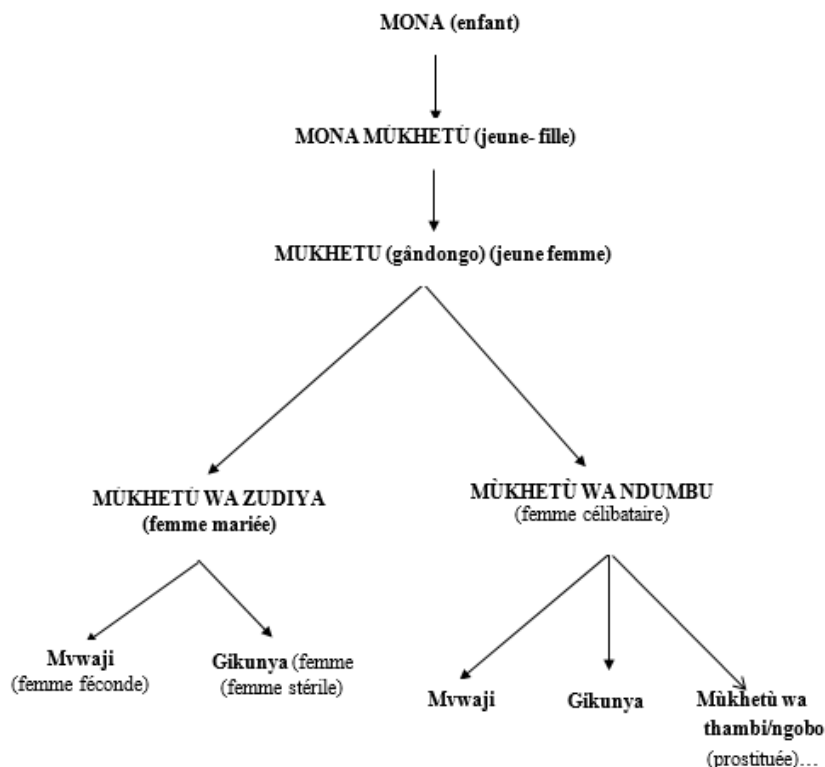 MONA (enfant)
MONA MÙKHETÙ (jeune- fille)
MUKHETU (gândongo) (jeune femme)
MÙKHETÙ WA ZUDIYA
(femme mariée)
MÙKHETÙ WA NDUMBU
(femme célibataire)
Mvwaji
(femme féconde)
Gikunya (femme
(femme stérile)
Mvwaji
Gikunya
Mùkhetù wa
thambi/ngobo
(prostituée)…